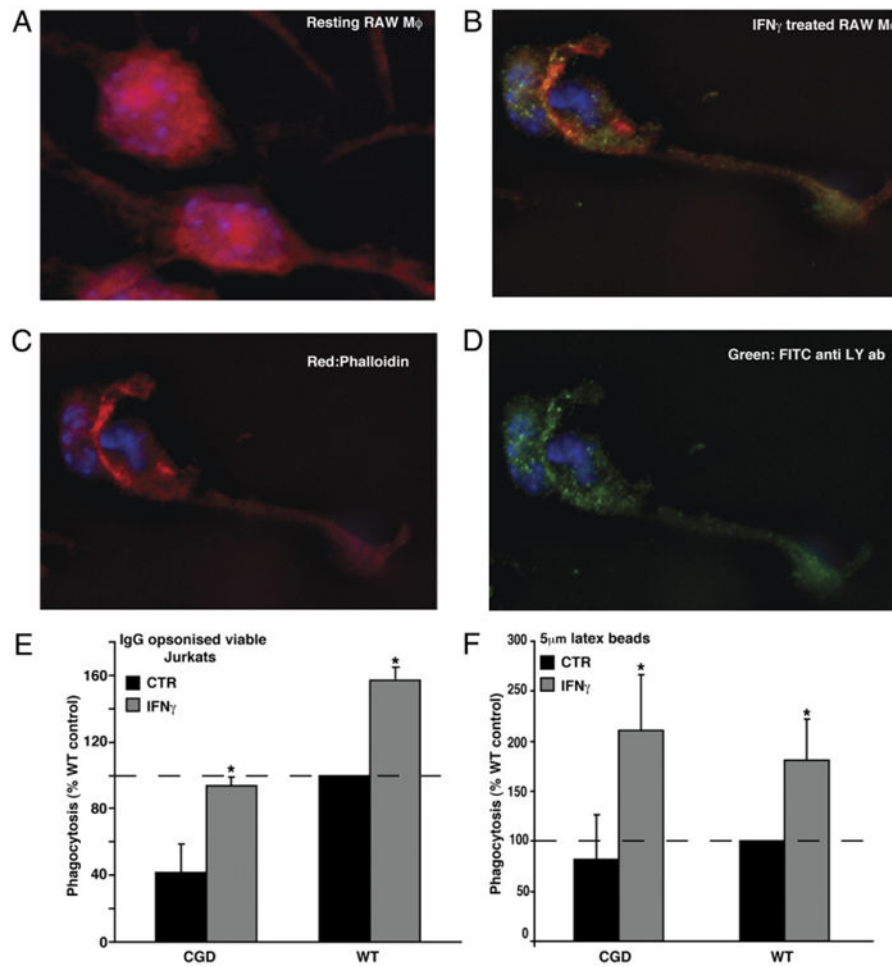 A
Resting RAW Mϕ
B
IFNγ treated RAW M
C
Red:Phalloidin
D
Green: FITC anti LY ab
E
IgG opsonised viable
Jurkats
CTR
IFNγ
Phagocytosis (% WT control)
160
120
80
40
0
*
*
CGD
WT
F
5μm latex beads
CTR
IFNγ
Phagocytosis (% WT control)
300
250
200
150
100
50
0
*
*
CGD
WT